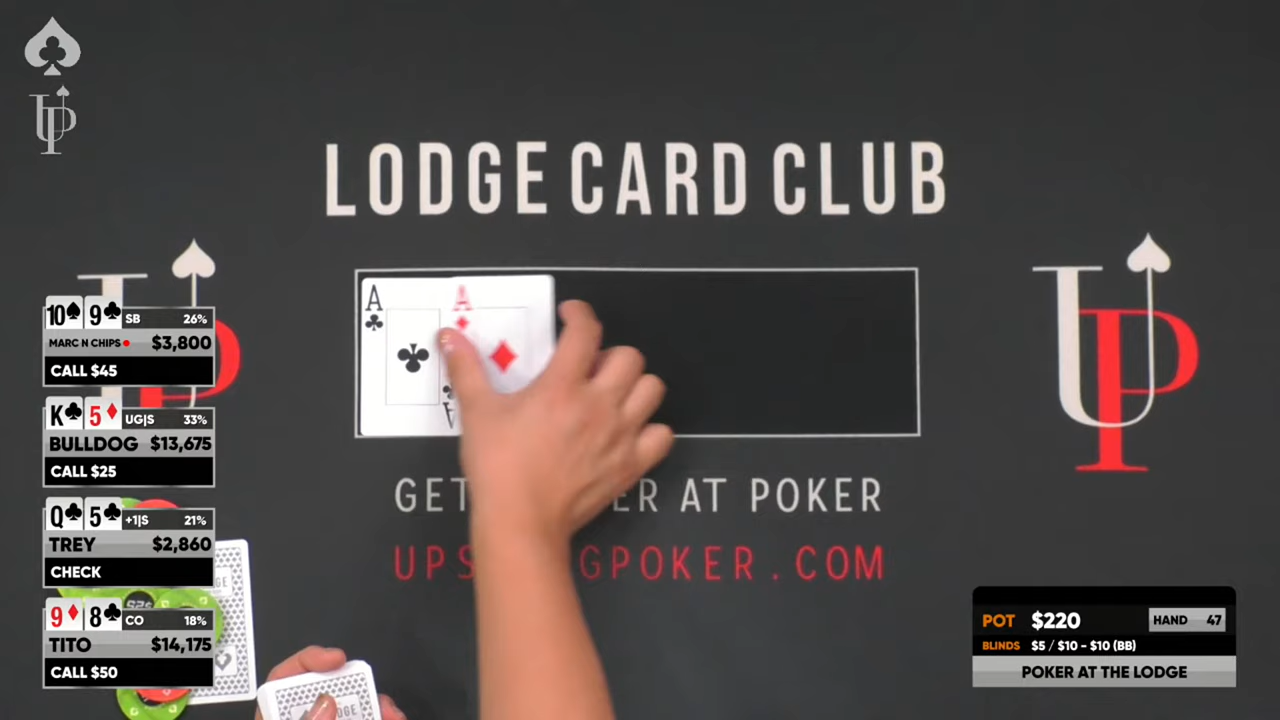 UP
LODGE CARD CLUB
UP
UP
A
A
A
10♠ 9♣ SB 26%
MARC N CHIPS $3,800
CALL $45
K♣ 5♦ UG|S 33%
BULLDOG $13,675
CALL $25
Q♣ 5♣ +1|S 21%
TREY $2,860
CHECK
9♦ 8♣ CO 18%
TITO $14,175
CALL $50
GET ER AT POKER
UPS GPOKER.COM
POT $220 HAND 47
BLINDS $5 / $10 - $10 (BB)
POKER AT THE LODGE